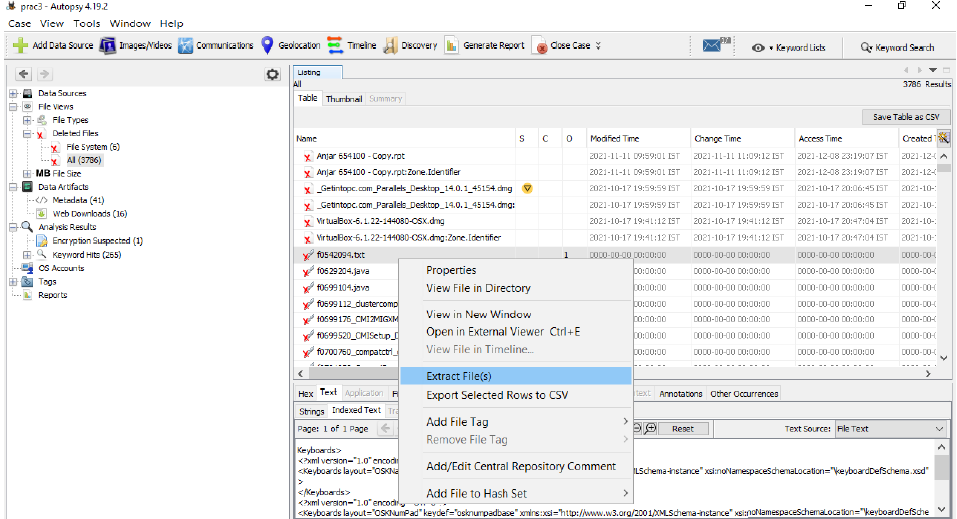 prac3 - Autopsy 4.19.2
Case View Tools Window Help
Add Data Source Images/Videos Communications Geolocation Timeline Discovery Generate Report Close Case Keyword Lists Keyword Search
Listing
All
3786 Results
Table Thumbnail Summary
Save Table as CSV
Data Sources
File Views
File Types
Deleted Files
File System (6)
All (3786)
MB File Size
Data Artifacts
Metadata (41)
Web Downloads (16)
Analysis Results
Encryption Suspected (1)
Keyword Hits (265)
OS Accounts
Tags
Reports
Name S C O Modified Time Change Time Access Time Created
Anjar 654100 - Copy.rpt 2021-11-11 09:59:01 IST 2021-11-11 11:09:12 IST 2021-12-08 23:19:07 IST 2021-12-
Anjar 654100 - Copy.rpt:Zone.Identifier 2021-11-11 09:59:01 IST 2021-11-11 11:09:12 IST 2021-12-08 23:19:07 IST 2021-12-
_Getintopc.com_Parallels_Desktop_14.0.1_45154.dmg 2021-10-17 19:59:59 IST 2021-10-17 19:59:59 IST 2021-10-17 20:06:45 IST 2021-10-
_Getintopc.com_Parallels_Desktop_14.0.1_45154.dmg: 2021-10-17 19:59:59 IST 2021-10-17 19:59:59 IST 2021-10-17 20:06:45 IST 2021-10-
VirtualBox-6.1.22-144080-OSX.dmg 2021-10-17 19:41:12 IST 2021-10-17 19:41:12 IST 2021-10-17 20:47:04 IST 2021-10-
VirtualBox-6.1.22-144080-OSX.dmg:Zone.Identifier 2021-10-17 19:41:12 IST 2021-10-17 19:41:12 IST 2021-10-17 20:47:04 IST 2021-10-
f0542094.txt 1 0000-00-00 00:00:00 0000-00-00 00:00:00 0000-00-00 00:00:00 0000-00-
f0629204.java 00:00:00 0000-00-00 00:00:00 0000-00-00 00:00:00 0000-00-
f0699104.java 00:00:00 0000-00-00 00:00:00 0000-00-00 00:00:00 0000-00-
f0699112_clustercomp 00:00:00 0000-00-00 00:00:00 0000-00-00 00:00:00 0000-00-
f0699176_CMI2MIGXM 00:00:00 0000-00-00 00:00:00 0000-00-00 00:00:00 0000-00-
f0699520_CMISetup_D 00:00:00 0000-00-00 00:00:00 0000-00-00 00:00:00 0000-00-
f0700760_compatctrl_ 00:00:00 0000-00-00 00:00:00 0000-00-00 00:00:00 0000-00-
Properties
View File in Directory
View in New Window
Open in External Viewer Ctrl+E
View File in Timeline...
Extract File(s)
Export Selected Rows to CSV
Add File Tag
Remove File Tag
Add/Edit Central Repository Comment
Add File to Hash Set
Hex Text Application Annotations Other Occurrences
Strings Indexed Text
Page: 1 of 1 Page Reset Text Source: File Text
Keyboards>
<?xml version="1.0" encoding
<Keyboards layout="OSKNa MLSchema-instance" xsi:noNamespaceSchemaLocation="\keyboardDefSchema.xsd"
>
</Keyboards>
<?xml version="1.0" encoding
<Keyboards layout="OSKNumPad" keydef="osknumpadbase" xmlns:xsi="http://www.w3.org/2001/XMLSchema-instance" xsi:noNamespaceSchemaLocation="\keyboardDefSche